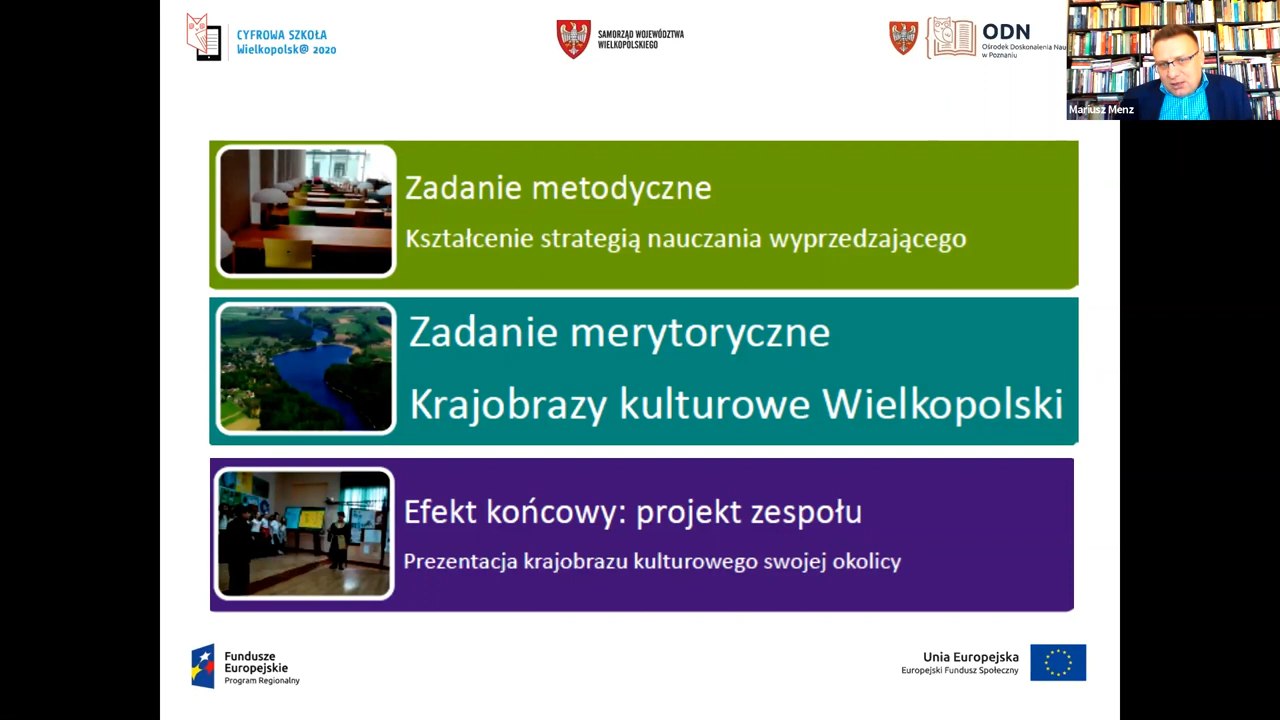 CYFROWA SZKOŁA
Wielkopolsk@ 2020
SAMORZĄD WOJEWÓDZTWA
WIELKOPOLSKIEGO
ODN
Ośrodek Doskonalenia Nau
w Poznaniu
Mariusz Menz
Zadanie metodyczne
Kształcenie strategią nauczania wyprzedzającego
Zadanie merytoryczne
Krajobrazy kulturowe Wielkopolski
Efekt końcowy: projekt zespołu
Prezentacja krajobrazu kulturowego swojej okolicy
Fundusze
Europejskie
Program Regionalny
Unia Europejska
Europejski Fundusz Społeczny